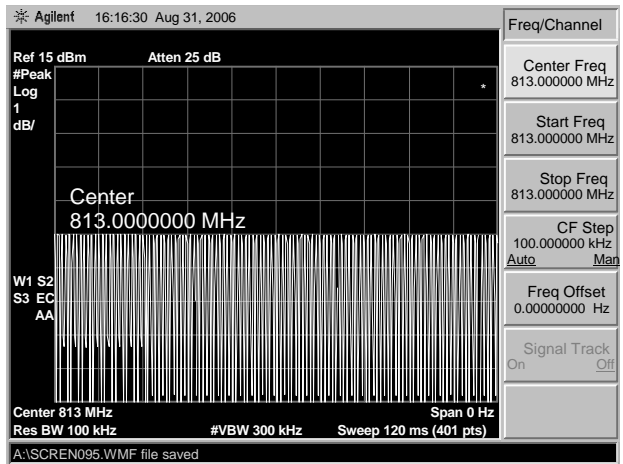 Agilent 16:16:30 Aug 31, 2006
Ref 15 dBm Atten 25 dB
#Peak
Log
1
dB/
*
Center
813.0000000 MHz
W1 S2
S3 EC
AA
Center 813 MHz Span 0 Hz
Res BW 100 kHz #VBW 300 kHz Sweep 120 ms (401 pts)
A:\SCREN095.WMF file saved
Freq/Channel
Center Freq
813.000000 MHz
Start Freq
813.000000 MHz
Stop Freq
813.000000 MHz
CF Step
100.000000 kHz
Auto Man
Freq Offset
0.00000000 Hz
Signal Track
On Off